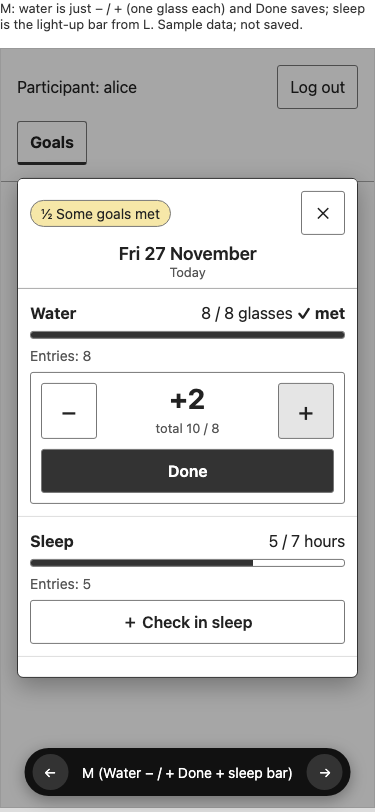 M: water is just – / + (one glass each) and Done saves; sleep
is the light-up bar from L. Sample data; not saved.
Participant: alice
Log out
Goals
½ Some goals met
×
Fri 27 November
Today
Water
8 / 8 glasses ✓ met
Entries: 8
–
+2
+
total 10 / 8
Done
Sleep
5 / 7 hours
Entries: 5
+ Check in sleep
← M (Water – / + Done + sleep bar) →